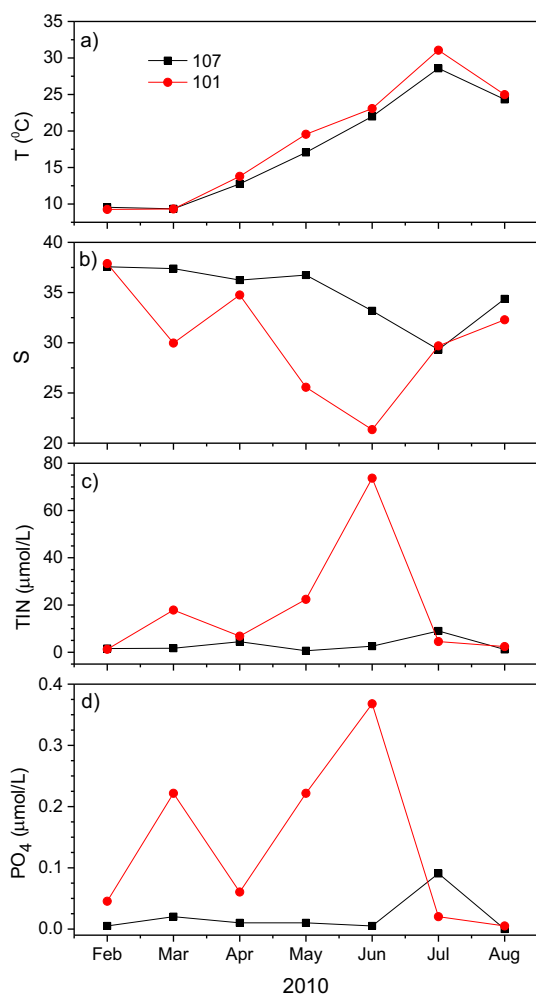 a)
107
101
35
30
25
20
15
10
T (⁰C)
b)
40
35
30
25
20
S
c)
80
60
40
20
0
TIN (μmol/L)
d)
0.4
0.3
0.2
0.1
0.0
PO₄ (μmol/L)
Feb Mar Apr May Jun Jul Aug
2010